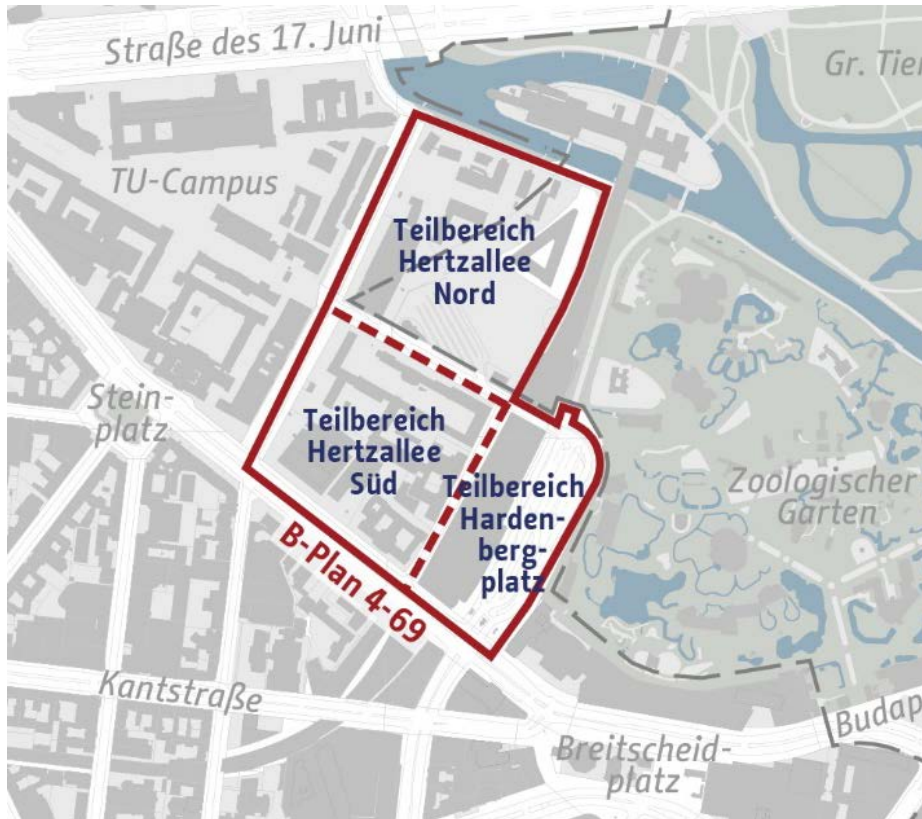 Straße des 17. Juni
Gr. Tier
TU-Campus
Teilbereich
Hertzallee
Nord
Stein-
platz
Teilbereich
Hertzallee
Süd
Teilbereich
Harden-
berg-
platz
Zoologischer
Garten
B-Plan 4-69
Kantstraße
Breitscheid-
platz
Budap